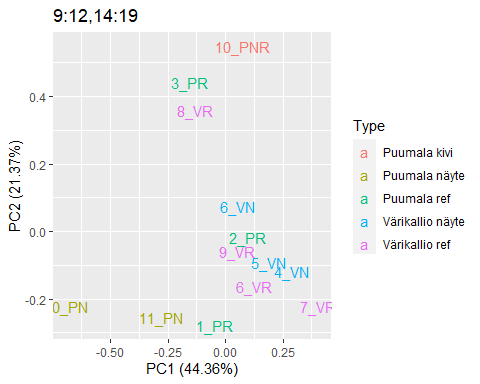 9:12,14:19
10_PNR
3_PR
8_VR
6_VN
2_PR
9_VR
5_VN
4_VN
6_VR
0_PN
7_VR
11_PN
1_PR
0.4
0.2
0.0
-0.2
-0.50
-0.25
0.00
0.25
PC1 (44.36%)
PC2 (21.37%)
Type
a Puumala kivi
a Puumala näyte
a Puumala ref
a Värikallio näyte
a Värikallio ref